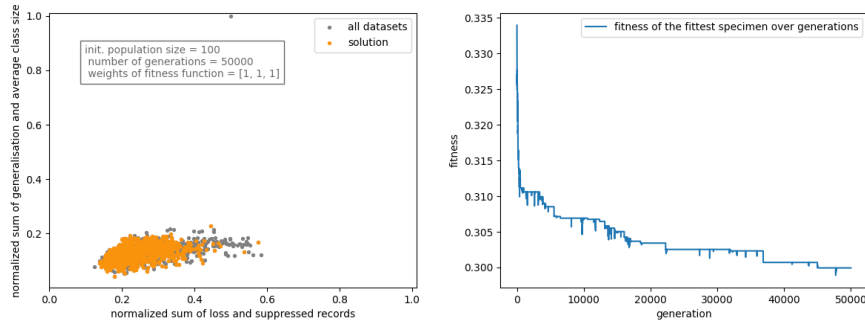 1.0
0.8
0.6
0.4
0.2
0.0
0.2
0.4
0.6
0.8
1.0
normalized sum of generalisation and average class size
normalized sum of loss and suppressed records
all datasets
solution
init. population size = 100
number of generations = 50000
weights of fitness function = [1, 1, 1]
0.335
0.330
0.325
0.320
0.315
0.310
0.305
0.300
0
10000
20000
30000
40000
50000
fitness
generation
fitness of the fittest specimen over generations